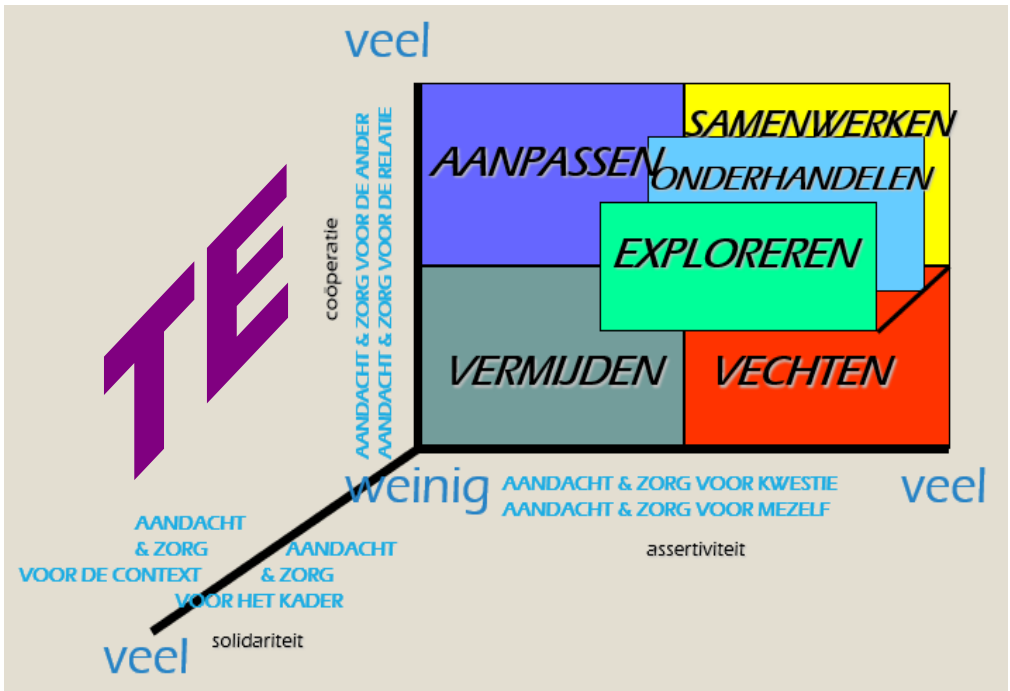 veel
SAMENWERKEN
AANPASSEN
ONDERHANDELEN
EXPLOREREN
VERMIJDEN
VECHTEN
TE
coöperatie
AANDACHT & ZORG VOOR DE ANDER
AANDACHT & ZORG VOOR DE RELATIE
weinig
AANDACHT & ZORG VOOR KWESTIE
AANDACHT & ZORG VOOR MEZELF
veel
assertiviteit
AANDACHT
& ZORG
VOOR DE CONTEXT
AANDACHT
& ZORG
VOOR HET KADER
solidariteit
veel